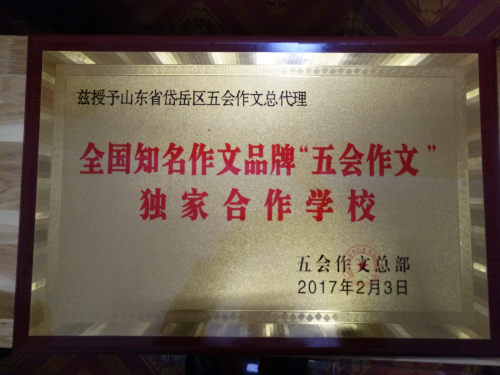 兹授予山东省岱岳区五会作文总代理
全国知名作文品牌“五会作文”
独家合作学校
五会作文总部
2017年2月3日